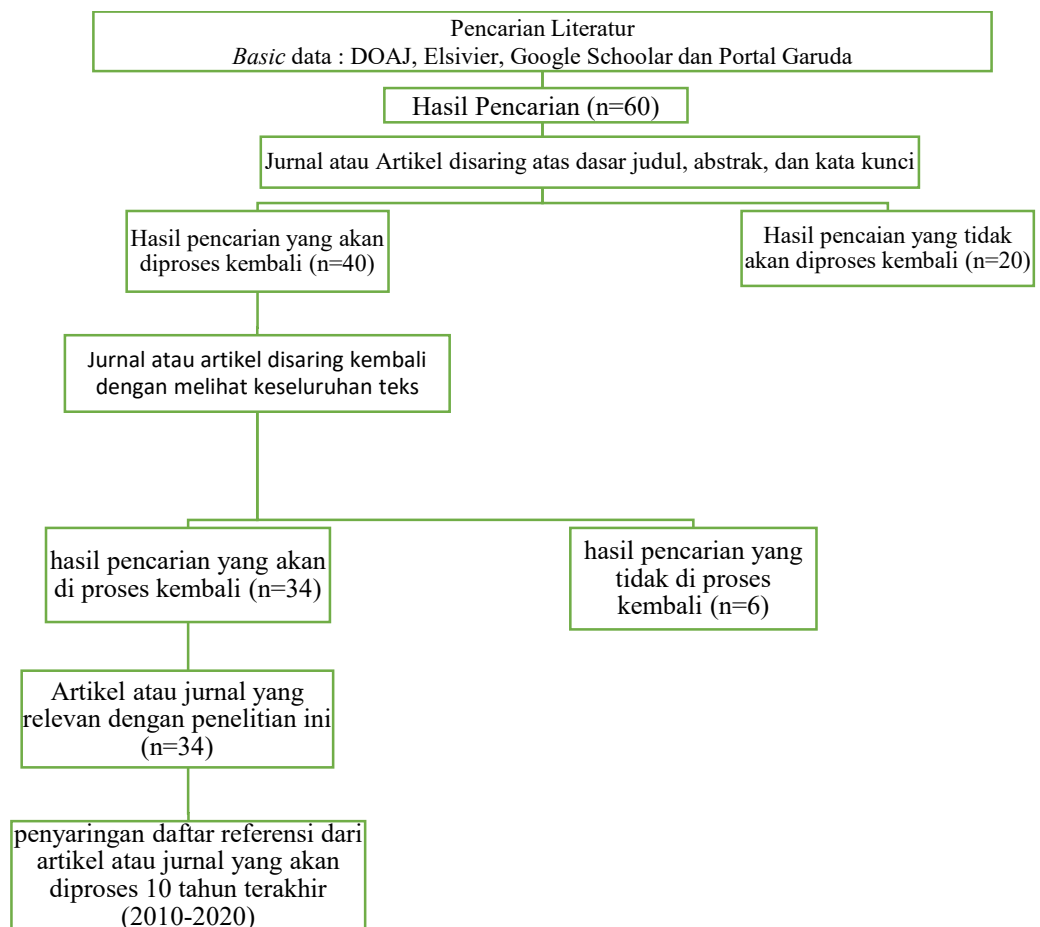 Pencarian Literatur
Basic data : DOAJ, Elsivier, Google Schoolar dan Portal Garuda
Hasil Pencarian (n=60)
Jurnal atau Artikel disaring atas dasar judul, abstrak, dan kata kunci
Hasil pencarian yang akan
diproses kembali (n=40)
Hasil pencaian yang tidak
akan diproses kembali (n=20)
Jurnal atau artikel disaring kembali
dengan melihat keseluruhan teks
hasil pencarian yang akan
di proses kembali (n=34)
hasil pencarian yang
tidak di proses
kembali (n=6)
Artikel atau jurnal yang
relevan dengan penelitian ini
(n=34)
penyaringan daftar referensi dari
artikel atau jurnal yang akan
diproses 10 tahun terakhir
(2010-2020)